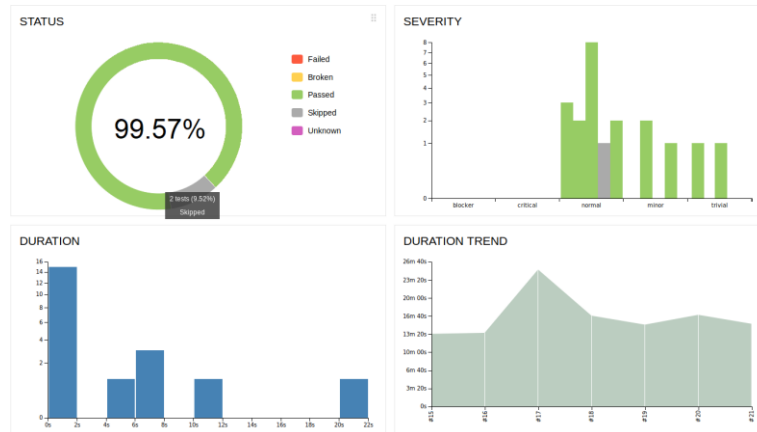 STATUS
99.57%
2 tests (9.52%)
Skipped
Failed
Broken
Passed
Skipped
Unknown
SEVERITY
8
7
6
5
4
3
2
1
0
blocker
critical
normal
minor
trivial
DURATION
16
14
12
10
8
6
4
2
0
0s
2s
4s
6s
8s
10s
12s
14s
16s
18s
20s
22s
DURATION TREND
26m 40s
23m 20s
20m 00s
16m 40s
13m 20s
10m 00s
6m 40s
3m 20s
0s
#15
#16
#17
#18
#19
#20
#21